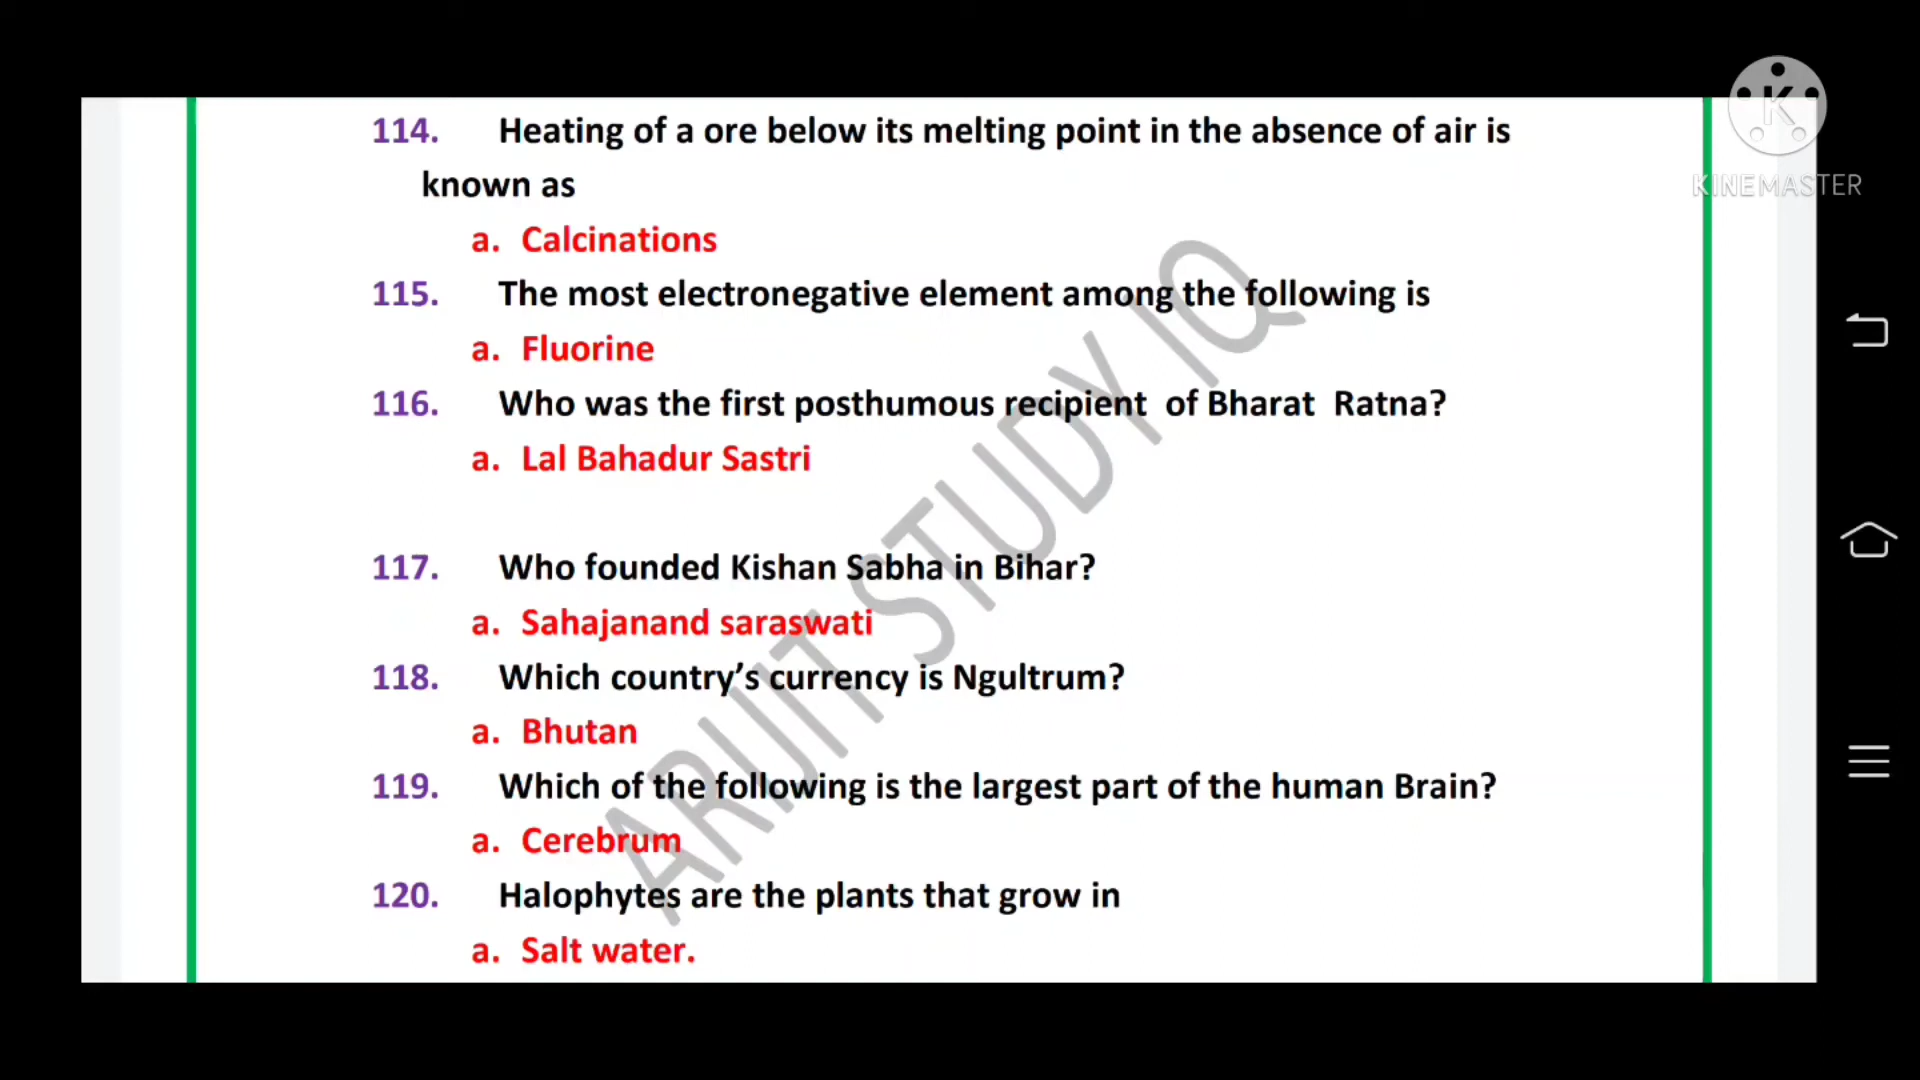 114. Heating of a ore below its melting point in the absence of air is
known as
a. Calcinations
115. The most electronegative element among the following is
a. Fluorine
116. Who was the first posthumous recipient of Bharat Ratna?
a. Lal Bahadur Sastri
117. Who founded Kishan Sabha in Bihar?
a. Sahajanand saraswati
118. Which country’s currency is Ngultrum?
a. Bhutan
119. Which of the following is the largest part of the human Brain?
a. Cerebrum
120. Halophytes are the plants that grow in
a. Salt water.
ARIJIT STUDY IQ
K
KINEMASTER